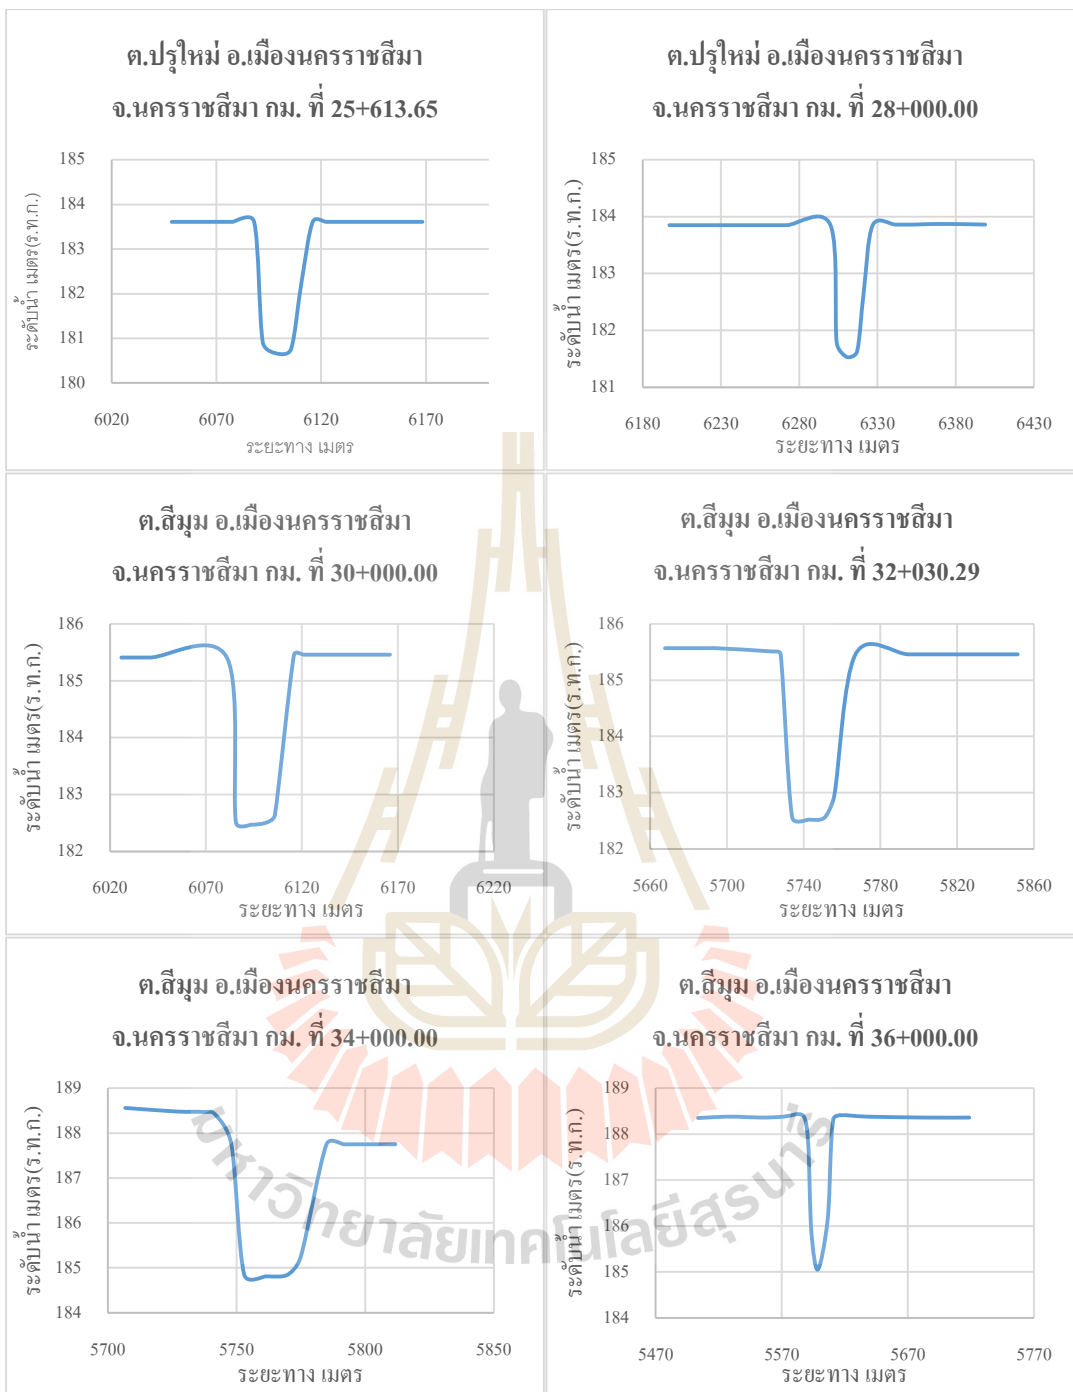 ต.ปรุใหม่ อ.เมืองนครราชสีมา
จ.นครราชสีมา กม. ที่ 25+613.65
185
184
183
182
181
180
ระดับน้ำ เมตร(ร.ท.ก.)
6020 6070 6120 6170
ระยะทาง เมตร
ต.ปรุใหม่ อ.เมืองนครราชสีมา
จ.นครราชสีมา กม. ที่ 28+000.00
185
184
183
182
181
ระดับน้ำ เมตร(ร.ท.ก.)
6180 6230 6280 6330 6380 6430
ระยะทาง เมตร
ต.สีมุม อ.เมืองนครราชสีมา
จ.นครราชสีมา กม. ที่ 30+000.00
186
185
184
183
182
ระดับน้ำ เมตร(ร.ท.ก.)
6020 6070 6120 6170 6220
ระยะทาง เมตร
ต.สีมุม อ.เมืองนครราชสีมา
จ.นครราชสีมา กม. ที่ 32+030.29
186
185
184
183
182
ระดับน้ำ เมตร(ร.ท.ก.)
5660 5700 5740 5780 5820 5860
ระยะทาง เมตร
ต.สีมุม อ.เมืองนครราชสีมา
จ.นครราชสีมา กม. ที่ 34+000.00
189
188
187
186
185
184
ระดับน้ำ เมตร(ร.ท.ก.)
5700 5750 5800 5850
ระยะทาง เมตร
ต.สีมุม อ.เมืองนครราชสีมา
จ.นครราชสีมา กม. ที่ 36+000.00
189
188
187
186
185
184
ระดับน้ำ เมตร(ร.ท.ก.)
5470 5570 5670 5770
ระยะทาง เมตร
มหาวิทยาลัยเทคโนโลยีสุรนารี